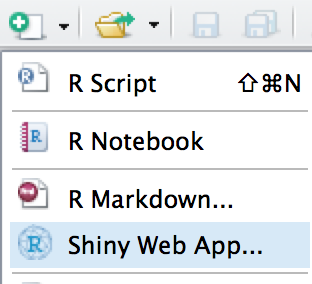 R Script ⇧⌘N
R Notebook
R Markdown...
Shiny Web App...